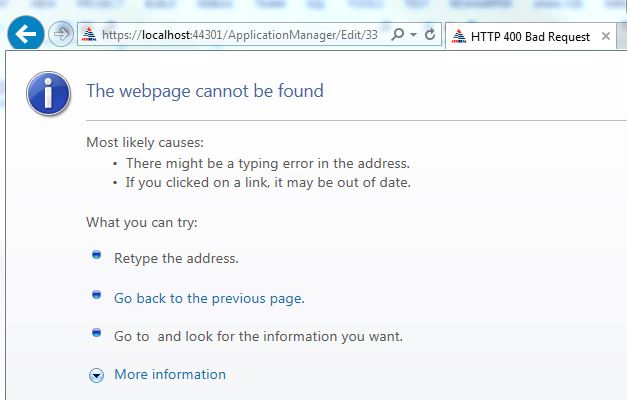 https://localhost:44301/ApplicationManager/Edit/33
HTTP 400 Bad Request
The webpage cannot be found
Most likely causes:
• There might be a typing error in the address.
• If you clicked on a link, it may be out of date.
What you can try:
Retype the address.
Go back to the previous page.
Go to  and look for the information you want.
More information